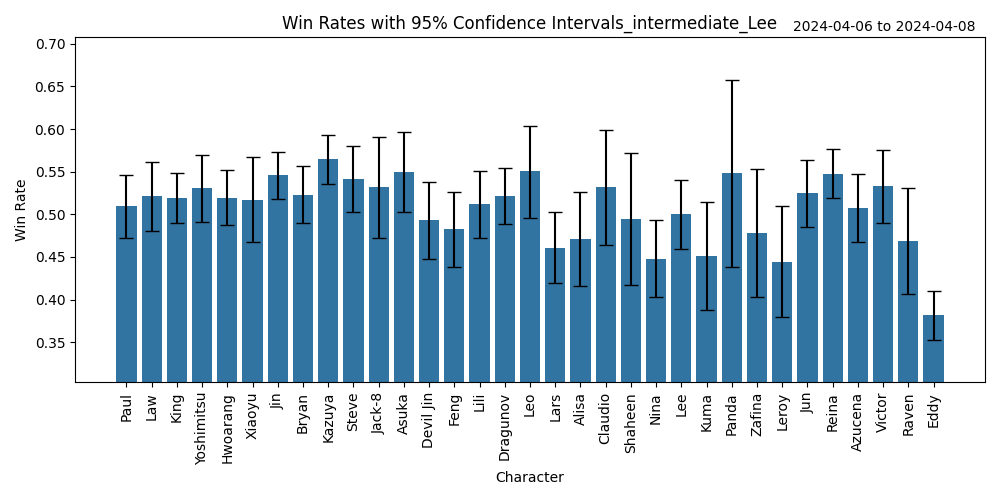 Win Rates with 95% Confidence Intervals_intermediate_Lee
2024-04-06 to 2024-04-08
Win Rate
0.70
0.65
0.60
0.55
0.50
0.45
0.40
0.35
Paul
Law
King
Yoshimitsu
Hwoarang
Xiaoyu
Jin
Bryan
Kazuya
Steve
Jack-8
Asuka
Devil Jin
Feng
Lili
Dragunov
Leo
Lars
Alisa
Claudio
Shaheen
Nina
Lee
Kuma
Panda
Zafina
Leroy
Jun
Reina
Azucena
Victor
Raven
Eddy
Character